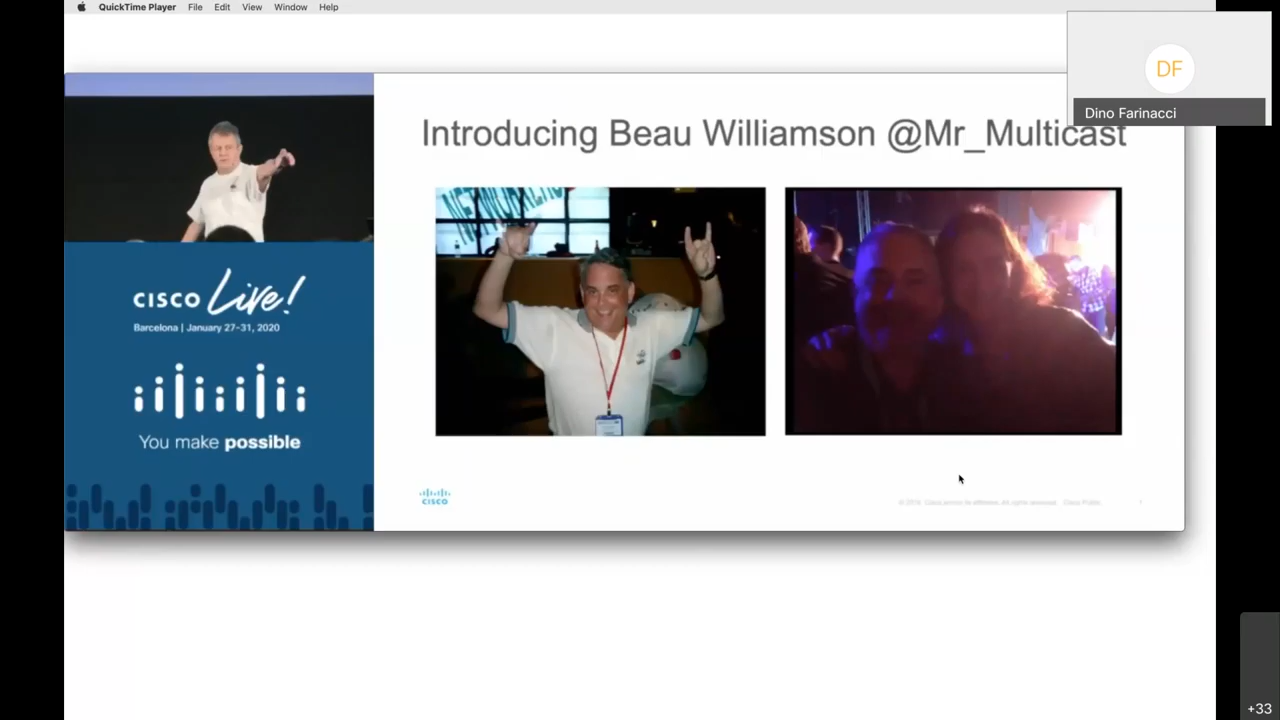 QuickTime Player File Edit View Window Help
DF
Dino Farinacci
Introducing Beau Williamson @Mr_Multicast
CISCO Live!
Barcelona | January 27-31, 2020
You make possible
CISCO
+33